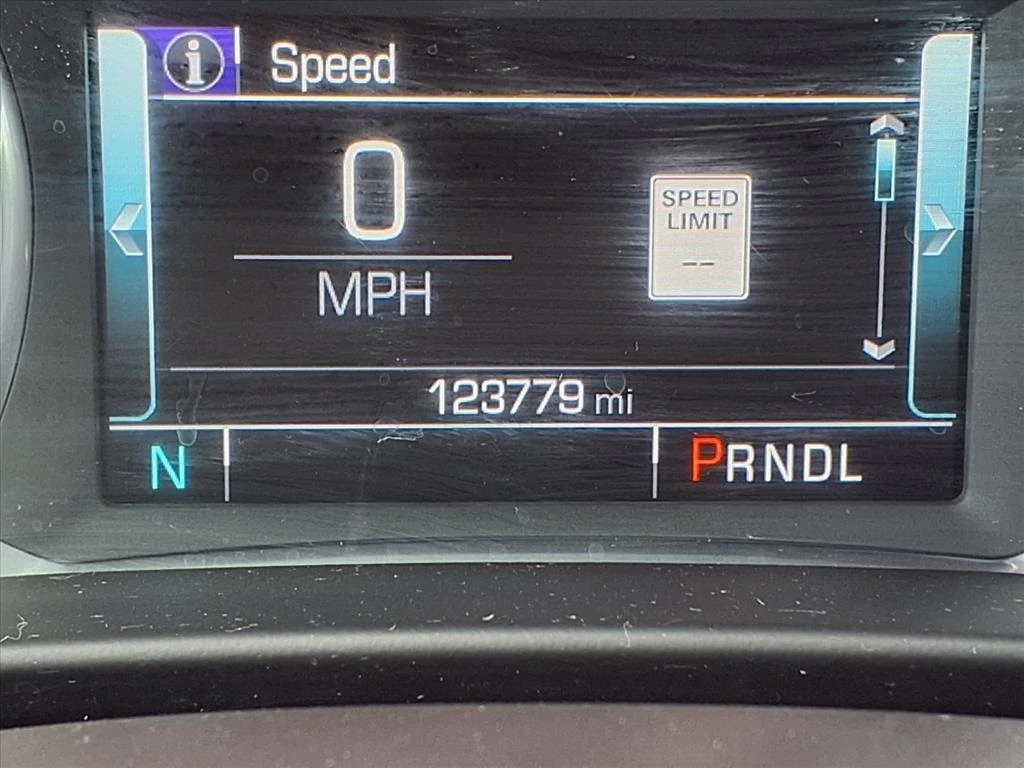 i Speed
0
MPH
SPEED
LIMIT
--
123779 mi
N PRNDL